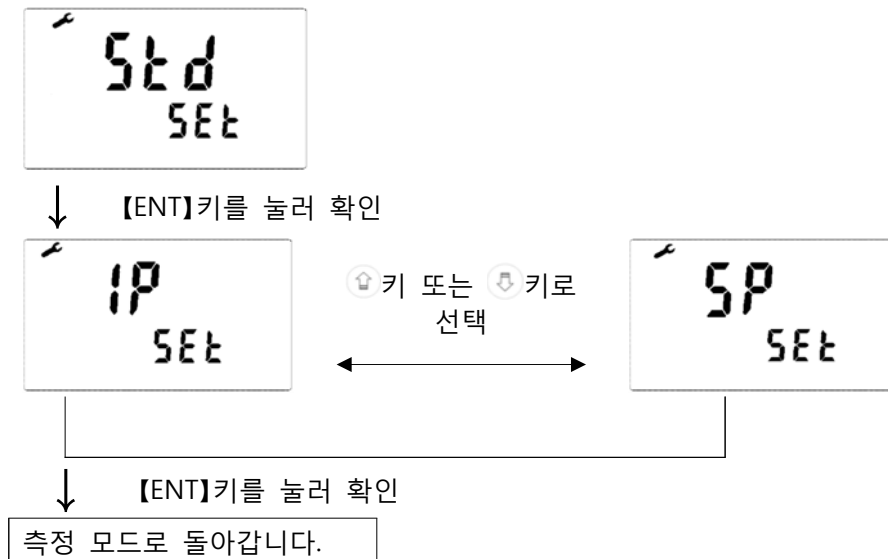 Std
SEt
【ENT】키를 눌러 확인
1P
SEt
키 또는 키로
선택
SP
SEt
【ENT】키를 눌러 확인
측정 모드로 돌아갑니다.